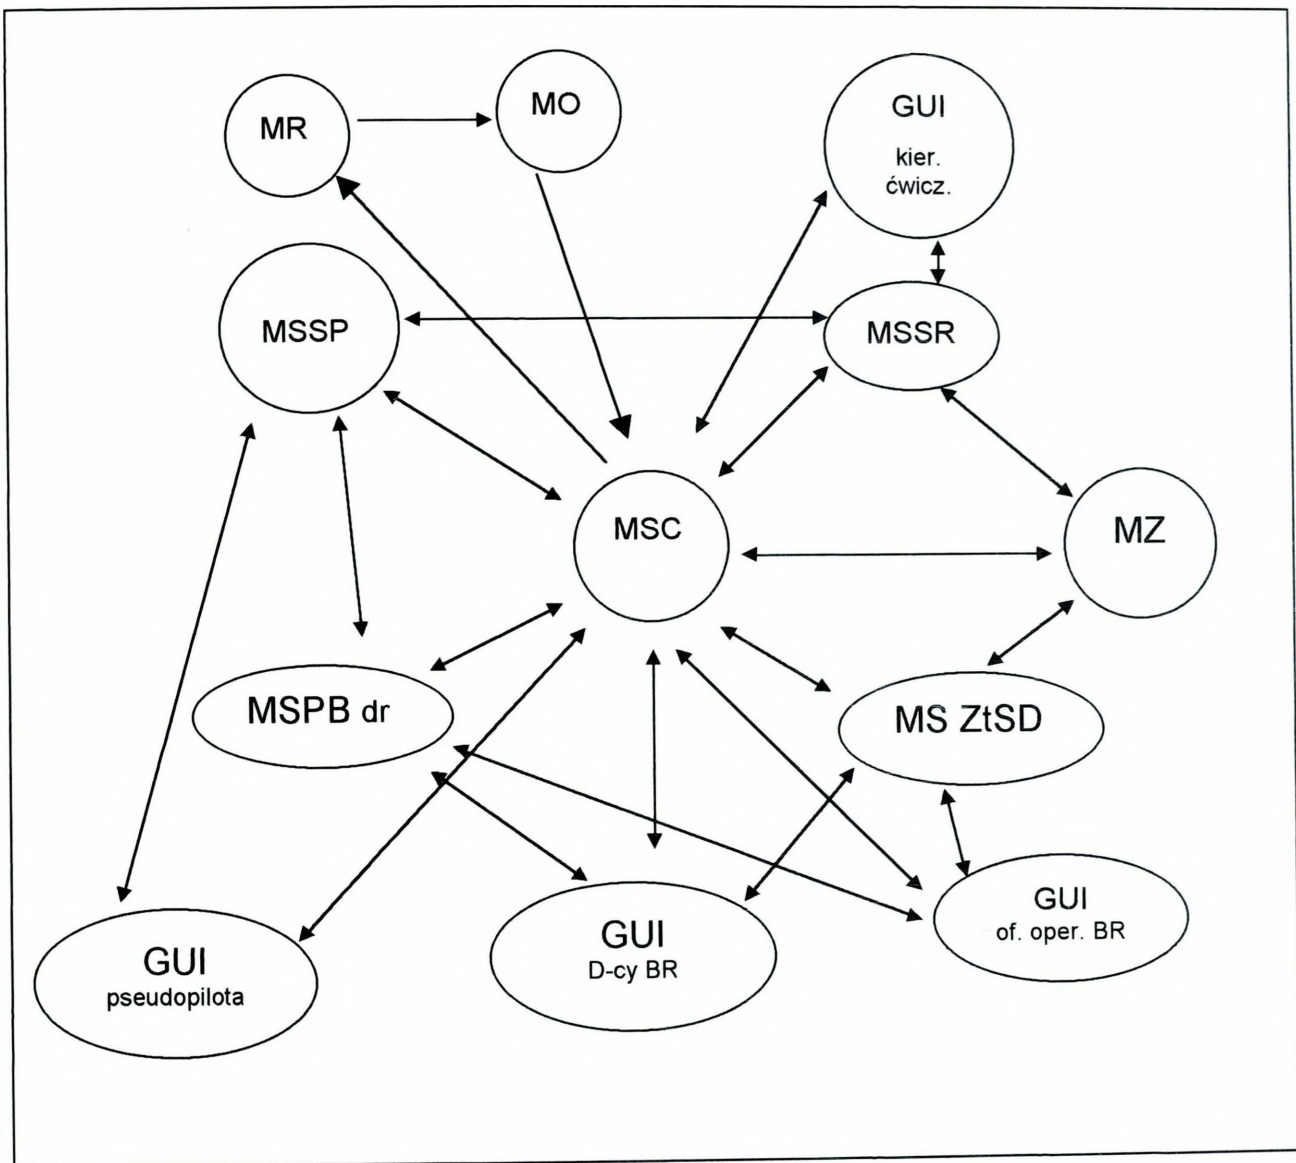 MR
MO
GUI
kier.
ćwicz.
MSSP
MSSR
MSC
MZ
MSPB dr
MS ZtSD
GUI
pseudopilota
GUI
D-cy BR
GUI
of. oper. BR